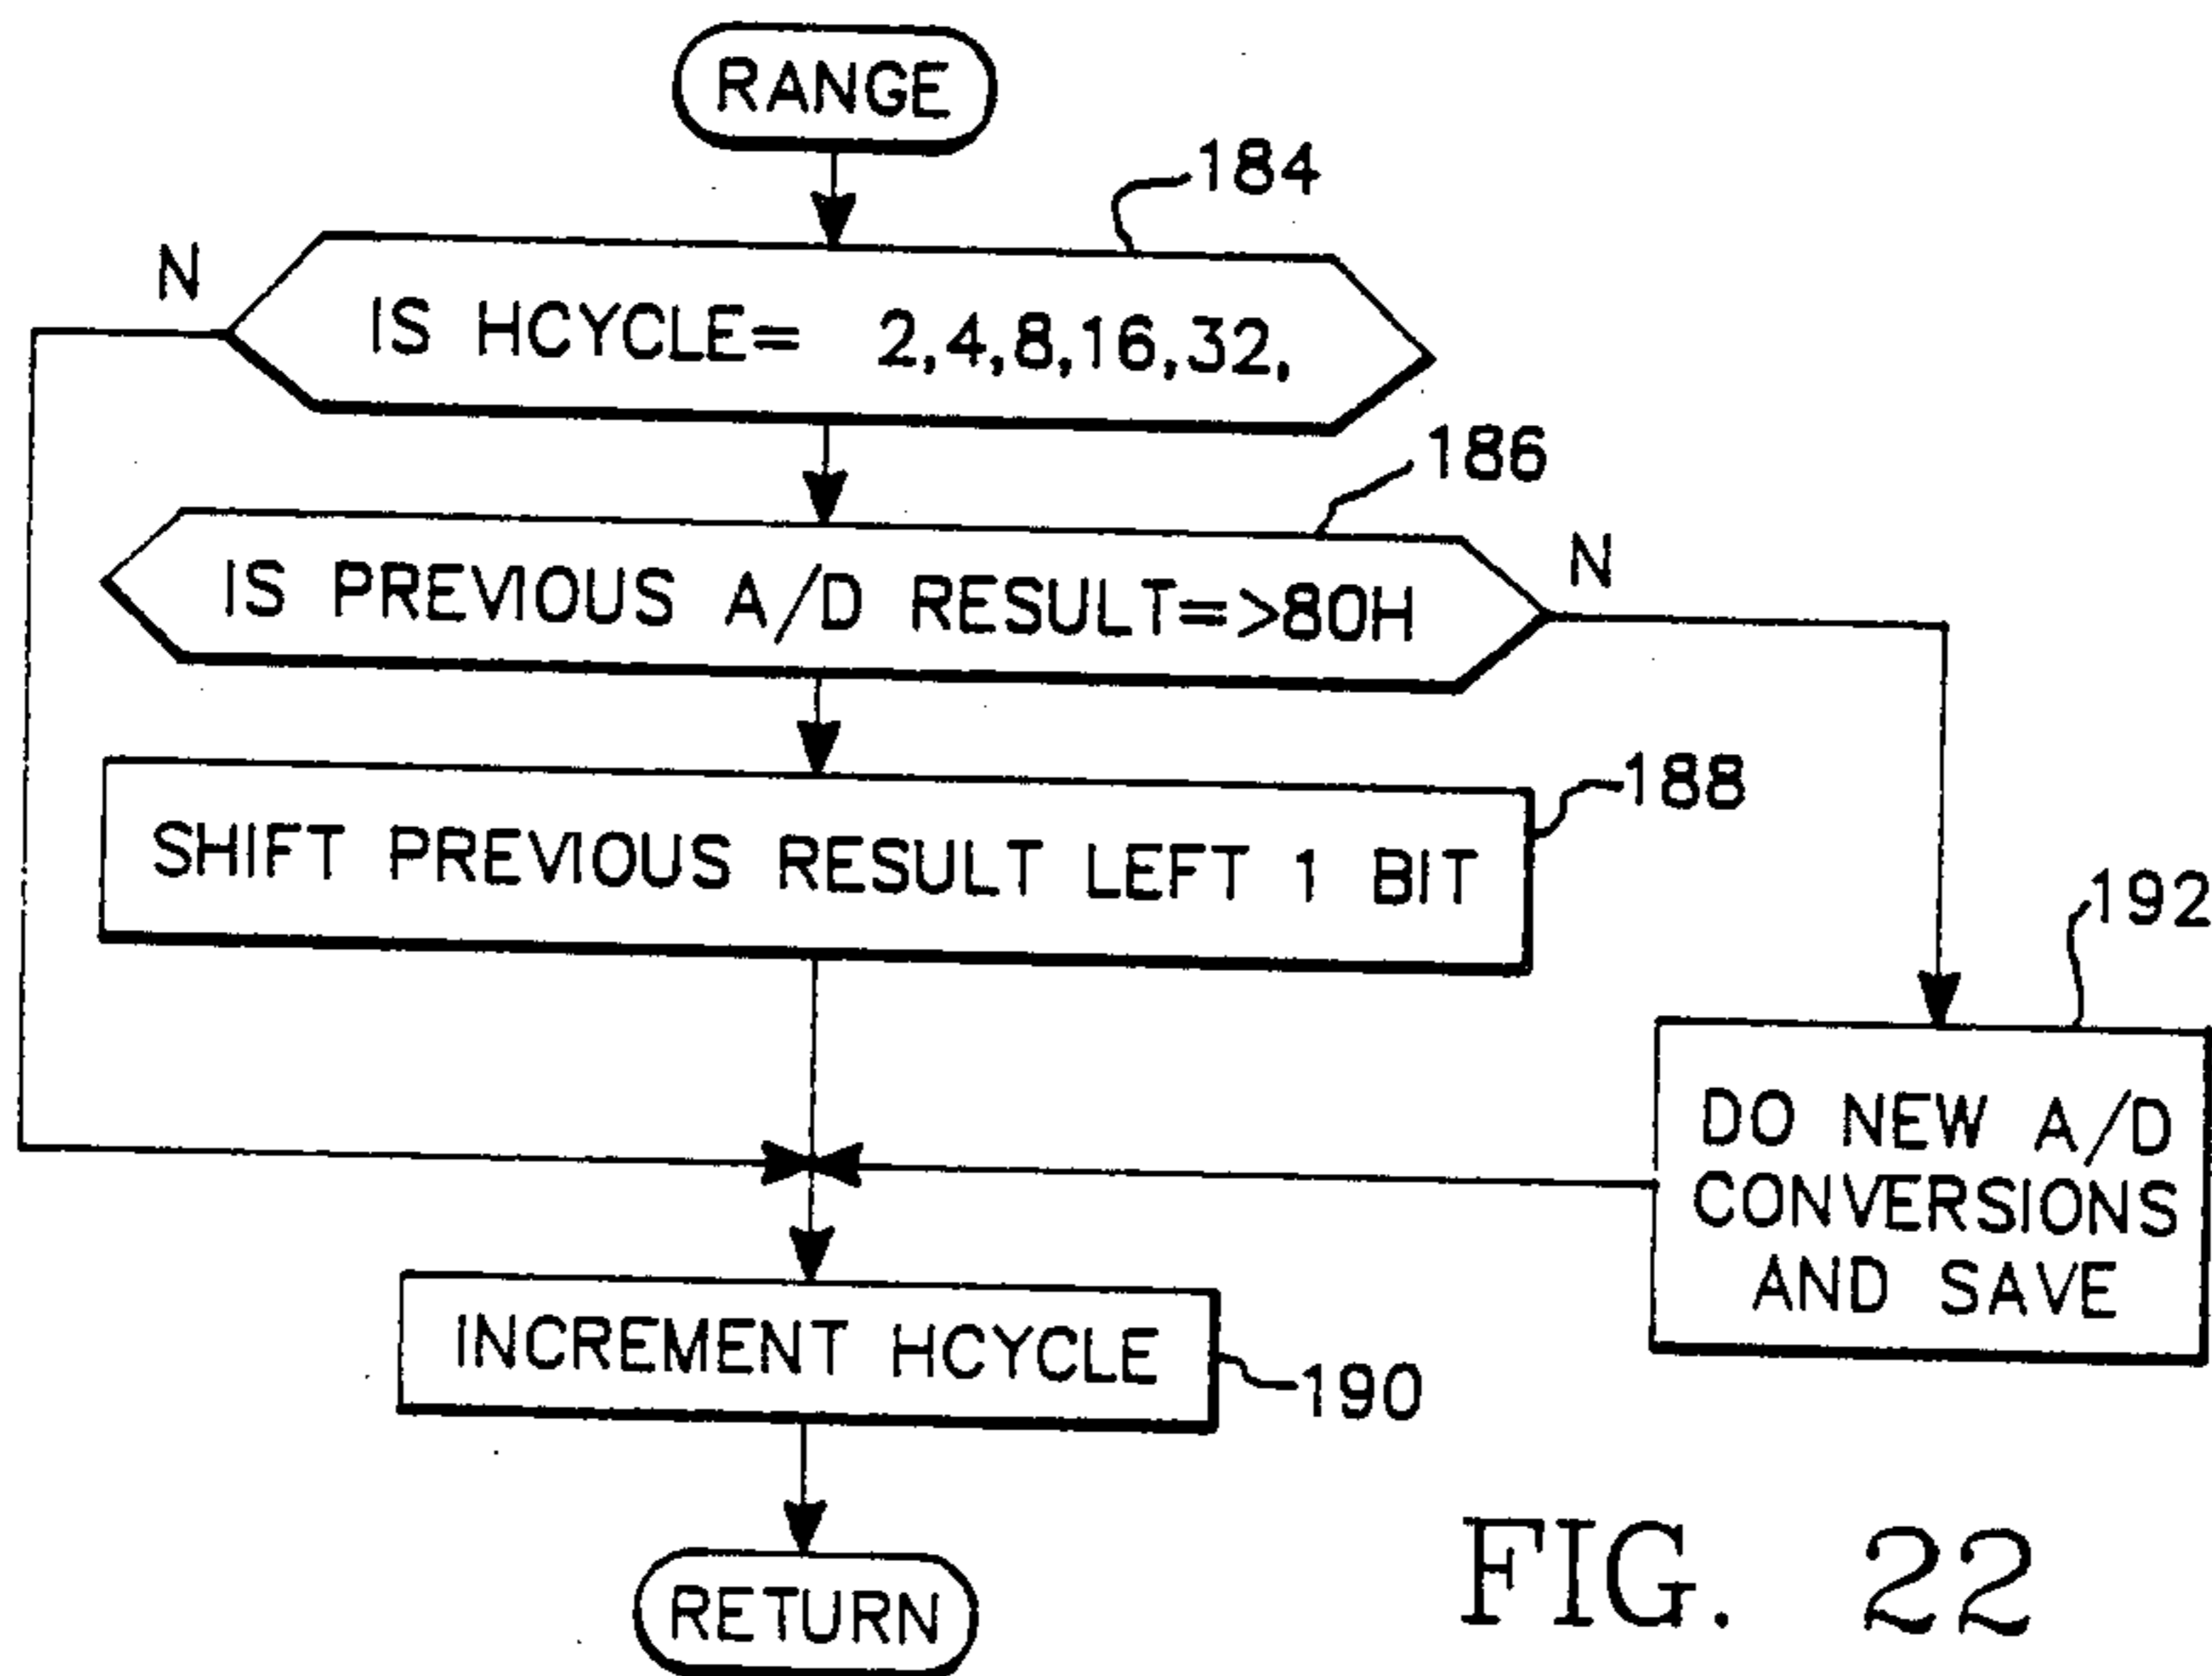 RANGE
184
N
IS HCYCLE= 2,4,8,16,32,
186
N
IS PREVIOUS A/D RESULT=>80H
188
SHIFT PREVIOUS RESULT LEFT 1 BIT
192
DO NEW A/D
CONVERSIONS
AND SAVE
INCREMENT HCYCLE
190
RETURN
FIG. 22